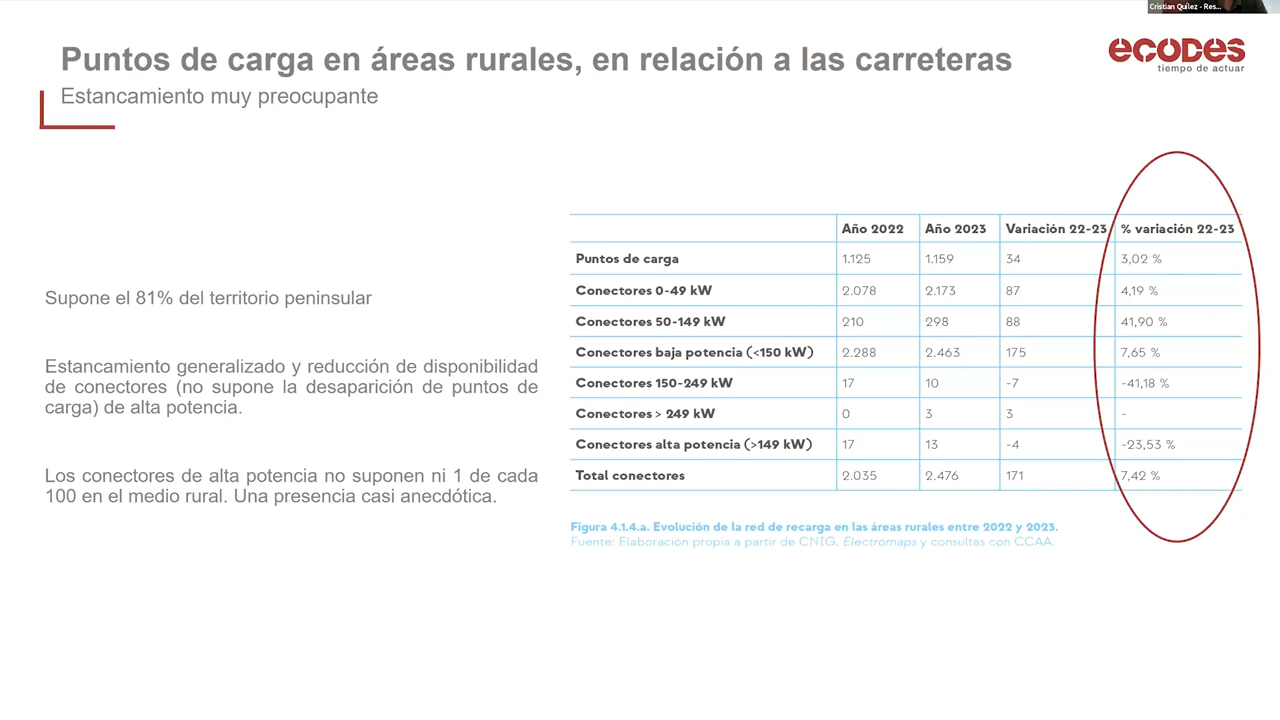 Cristian Quílez - Res...
Puntos de carga en áreas rurales, en relación a las carreteras
Estancamiento muy preocupante
ecodes
tiempo de actuar
Supone el 81% del territorio peninsular
Estancamiento generalizado y reducción de disponibilidad
de conectores (no supone la desaparición de puntos de
carga) de alta potencia.
Los conectores de alta potencia no suponen ni 1 de cada
100 en el medio rural. Una presencia casi anecdótica.
Año 2022 Año 2023 Variación 22-23 % variación 22-23
Puntos de carga 1.125 1.159 34 3,02 %
Conectores 0-49 kW 2.078 2.173 87 4,19 %
Conectores 50-149 kW 210 298 88 41,90 %
Conectores baja potencia (<150 kW) 2.288 2.463 175 7,65 %
Conectores 150-249 kW 17 10 -7 -41,18 %
Conectores > 249 kW 0 3 3 -
Conectores alta potencia (>149 kW) 17 13 -4 -23,53 %
Total conectores 2.035 2.476 171 7,42 %
Figura 4.1.4.a. Evolución de la red de recarga en las áreas rurales entre 2022 y 2023.
Fuente: Elaboración propia a partir de CNIG, Electromaps y consultas con CCAA.